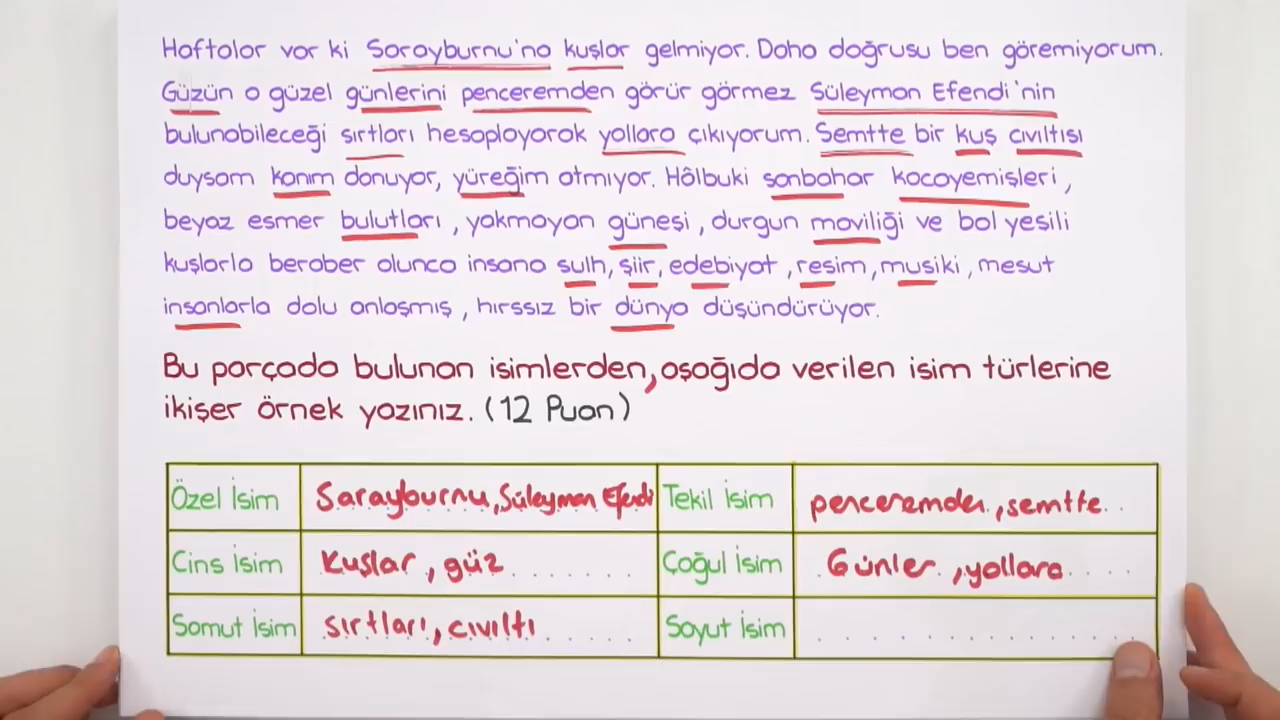 Haftalar var ki Sarayburnu'na kuşlar gelmiyor. Daha doğrusu ben göremiyorum.
Güzün o güzel günlerini penceremden görür görmez Süleyman Efendi'nin
bulunabileceği sırtları hesaplayarak yollara çıkıyorum. Semtte bir kuş cıvıltısı
duysam kanım donuyor, yüreğim atmıyor. Hâlbuki sonbahar kocayemişleri,
beyaz esmer bulutları, yakmayan güneşi, durgun maviliği ve bol yeşili
kuşlarla beraber olunca insana sulh, şiir, edebiyat, resim, musiki, mesut
insanlarla dolu anlaşmış, hırssız bir dünya düşündürüyor.
Bu parçada bulunan isimlerden, aşağıda verilen isim türlerine
ikişer örnek yazınız. (12 Puan)
Özel İsim Sarayburnu, Süleyman Efendi Tekil İsim penceremden, semtte
Cins İsim Kuşlar, güz Çoğul İsim Günler, yollara
Somut İsim sırtları, cıvıltı Soyut İsim